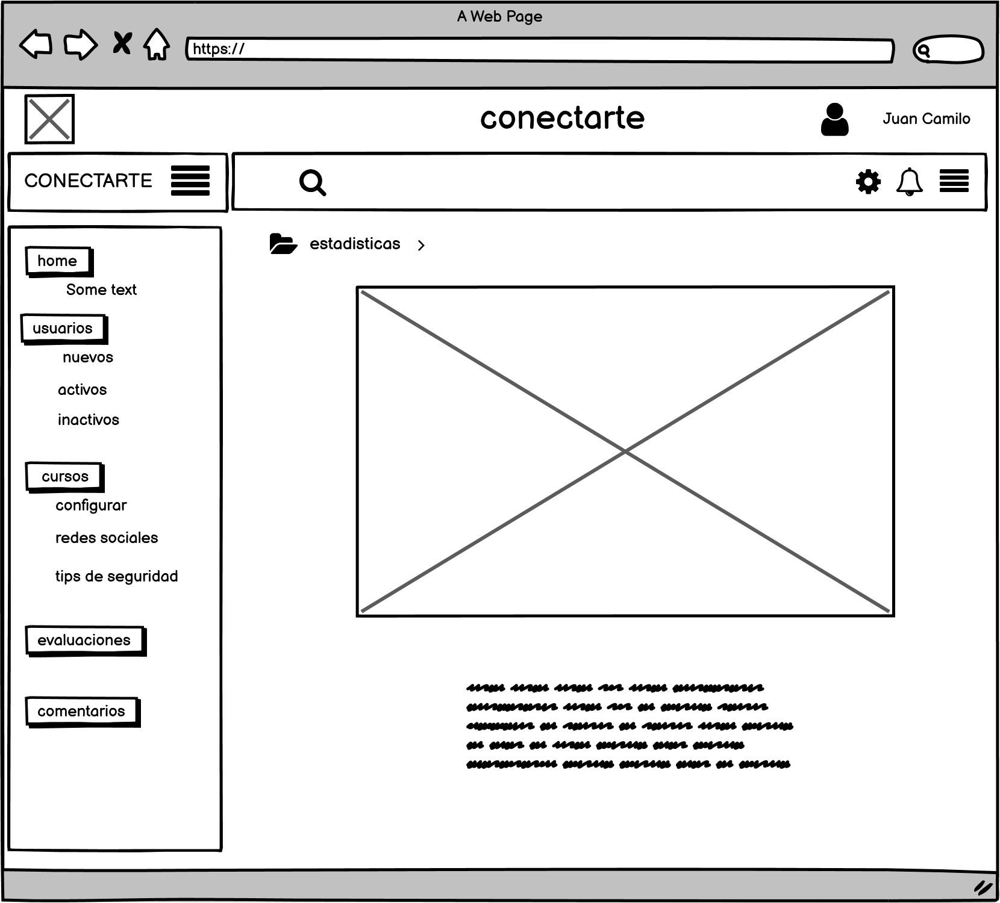 A Web Page
https://
conectarte
Juan Camilo
CONECTARTE
estadisticas
home
Some text
usuarios
nuevos
activos
inactivos
cursos
configurar
redes sociales
tips de seguridad
evaluaciones
comentarios